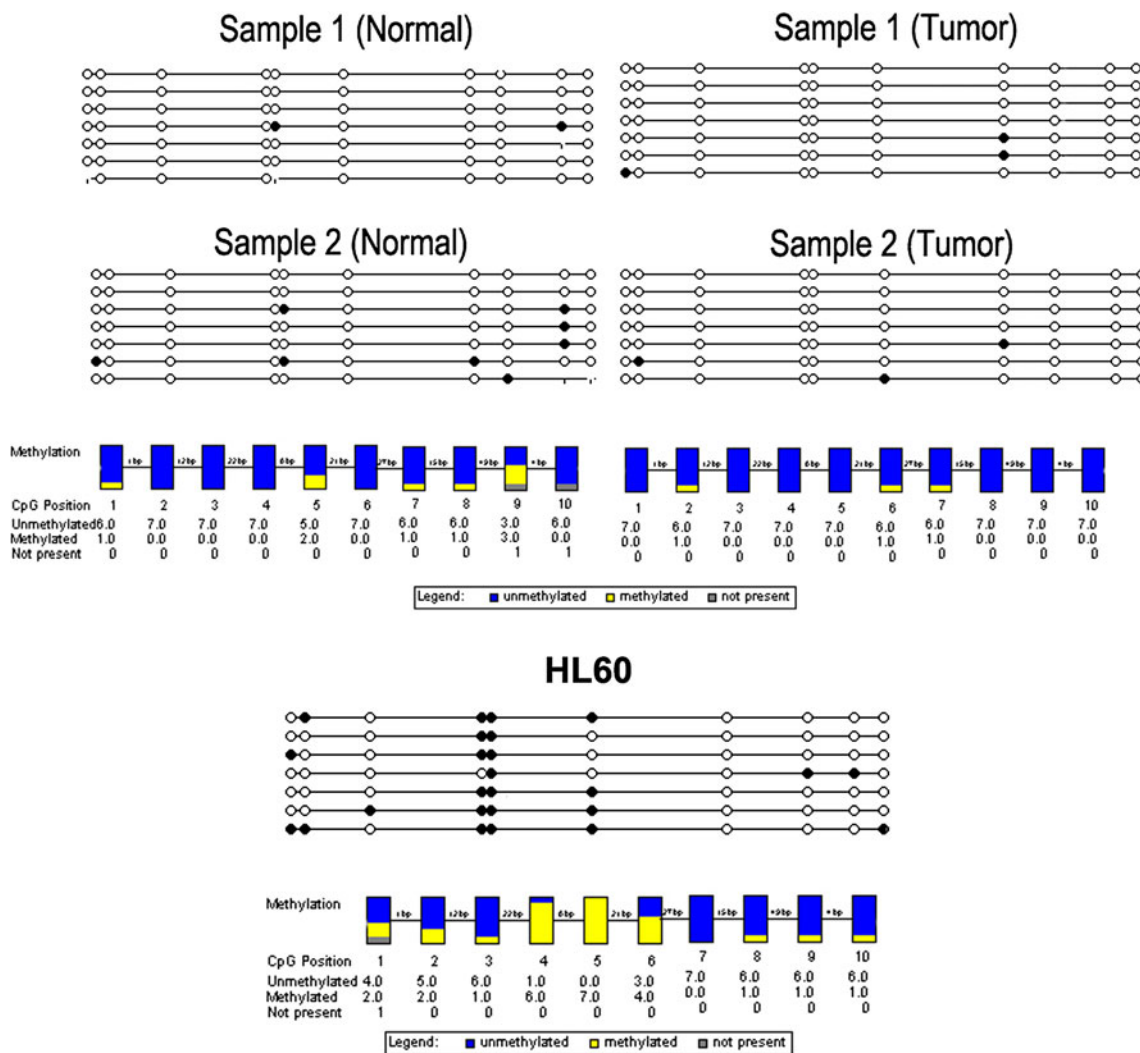 Sample 1 (Normal)
Sample 1 (Tumor)
Sample 2 (Normal)
Sample 2 (Tumor)
Methylation
CpG Position 1 2 3 4 5 6 7 8 9 10
Unmethylated 6.0 7.0 7.0 7.0 5.0 7.0 6.0 6.0 3.0 6.0
Methylated 1.0 0.0 0.0 0.0 2.0 0.0 1.0 1.0 3.0 0.0
Not present 0 0 0 0 0 0 0 0 1 1
1 2 3 4 5 6 7 8 9 10
7.0 6.0 7.0 7.0 7.0 6.0 6.0 7.0 7.0 7.0
0.0 1.0 0.0 0.0 0.0 1.0 1.0 0.0 0.0 0.0
0 0 0 0 0 0 0 0 0 0
Legend: unmethylated methylated not present
HL60
Methylation
CpG Position 1 2 3 4 5 6 7 8 9 10
Unmethylated 4.0 5.0 6.0 1.0 0.0 3.0 7.0 6.0 6.0 6.0
Methylated 2.0 2.0 1.0 6.0 7.0 4.0 0.0 1.0 1.0 1.0
Not present 1 0 0 0 0 0 0 0 0 0
Legend: unmethylated methylated not present